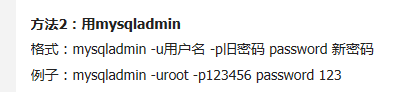 方法2：用mysqladmin
格式：mysqladmin -u用户名 -p旧密码 password 新密码
例子：mysqladmin -uroot -p123456 password 123